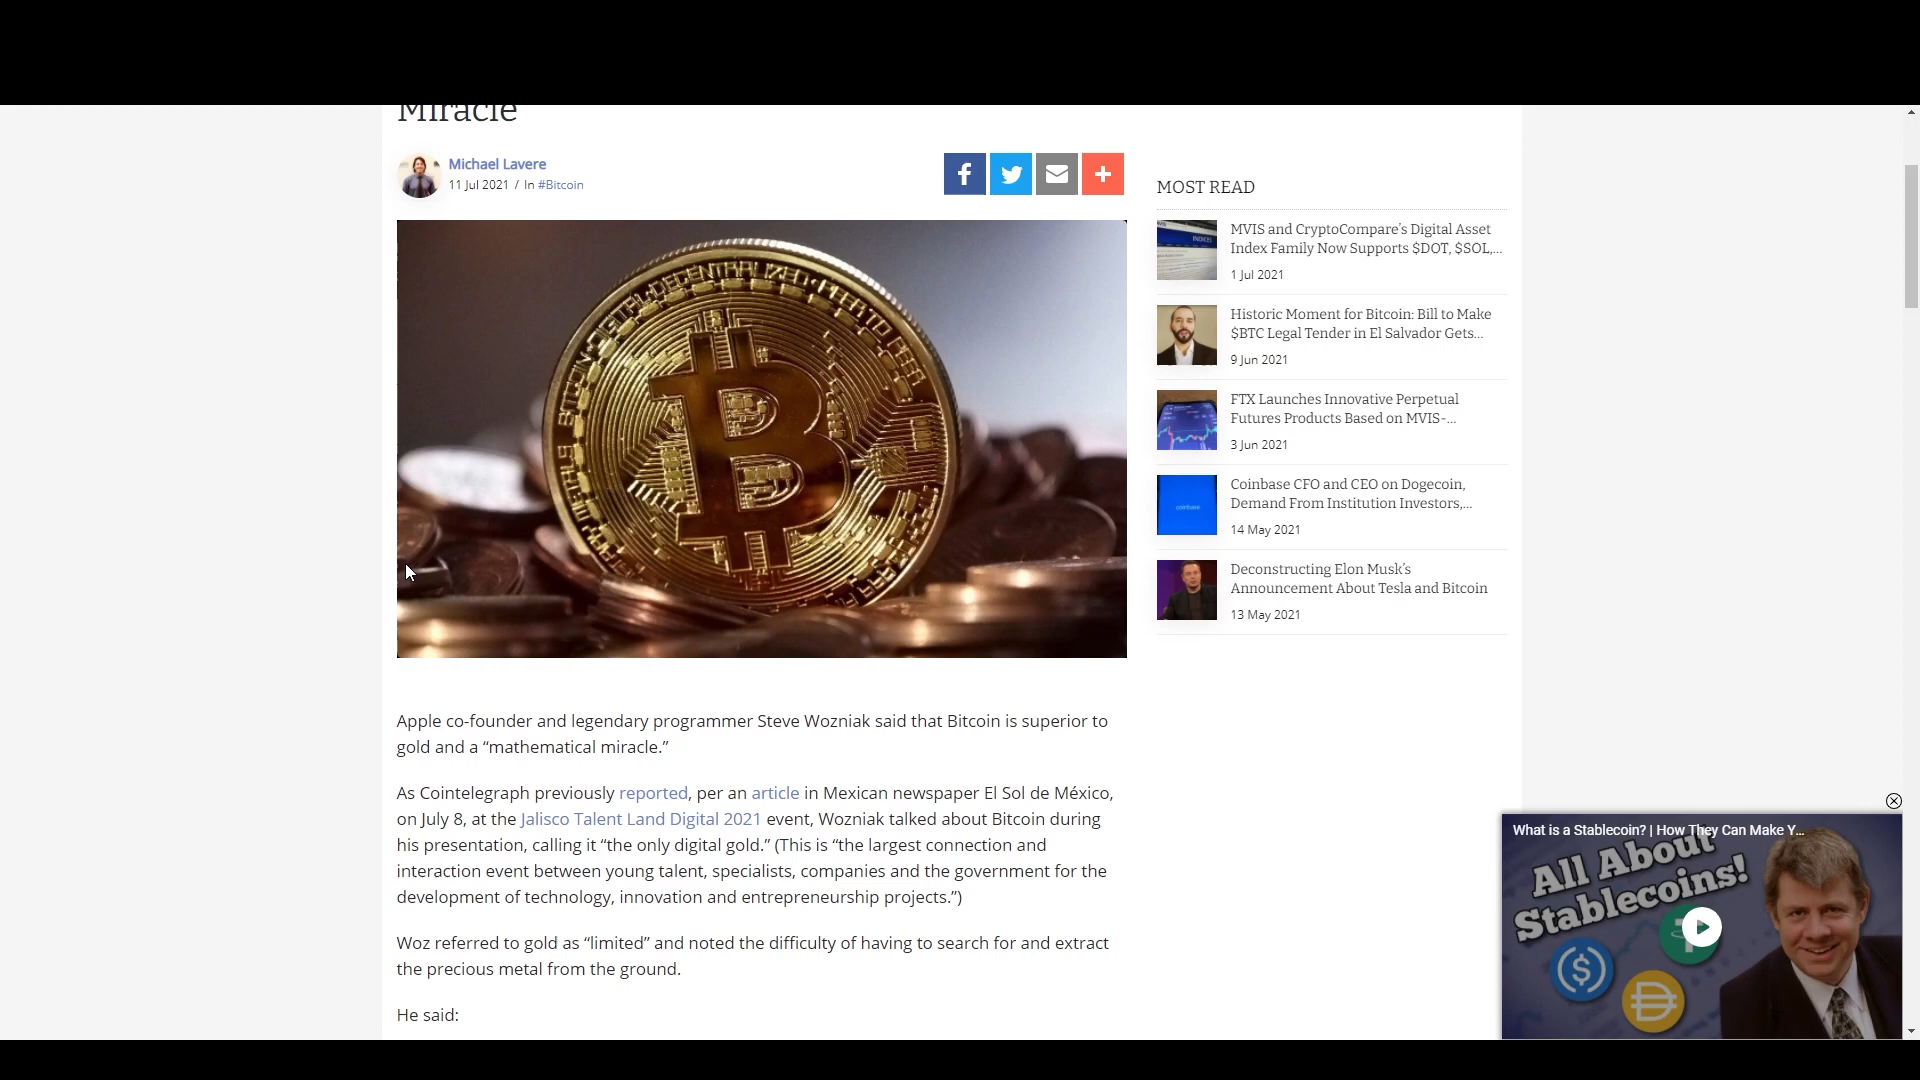 Miracle
Michael Lavere
11 Jul 2021 / In #Bitcoin
Apple co-founder and legendary programmer Steve Wozniak said that Bitcoin is superior to
gold and a “mathematical miracle.”
As Cointelegraph previously reported, per an article in Mexican newspaper El Sol de México,
on July 8, at the Jalisco Talent Land Digital 2021 event, Wozniak talked about Bitcoin during
his presentation, calling it “the only digital gold.” (This is “the largest connection and
interaction event between young talent, specialists, companies and the government for the
development of technology, innovation and entrepreneurship projects.”)
Woz referred to gold as “limited” and noted the difficulty of having to search for and extract
the precious metal from the ground.
He said:
MOST READ
MVIS and CryptoCompare’s Digital Asset
Index Family Now Supports $DOT, $SOL,...
1 Jul 2021
Historic Moment for Bitcoin: Bill to Make
$BTC Legal Tender in El Salvador Gets...
9 Jun 2021
FTX Launches Innovative Perpetual
Futures Products Based on MVIS-...
3 Jun 2021
Coinbase CFO and CEO on Dogecoin,
Demand From Institution Investors,...
14 May 2021
Deconstructing Elon Musk’s
Announcement About Tesla and Bitcoin
13 May 2021
What is a Stablecoin? | How They Can Make Y...
All About
Stablecoins!